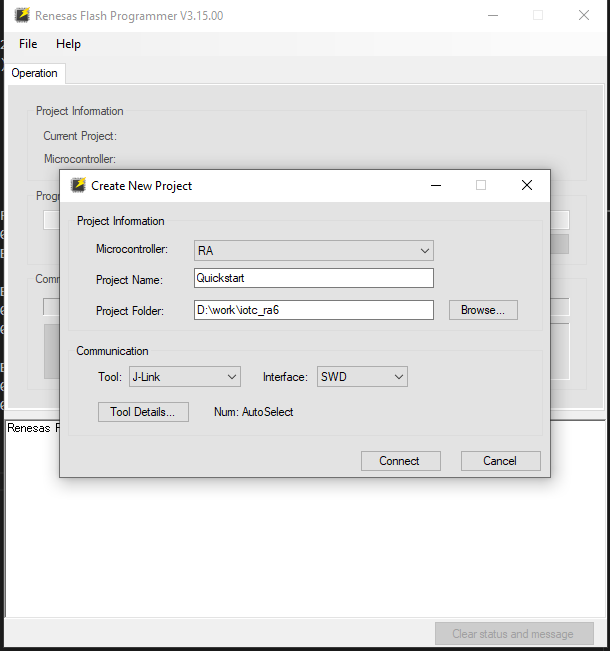 Renesas Flash Programmer V3.15.00
File Help
Operation
Project Information
Current Project:
Microcontroller:
Create New Project
Project Information
Microcontroller: RA
Project Name: Quickstart
Project Folder: D:\work\iotc_ra6 Browse...
Communication
Tool: J-Link Interface: SWD
Tool Details... Num: AutoSelect
Connect Cancel
Renesas
Clear status and message